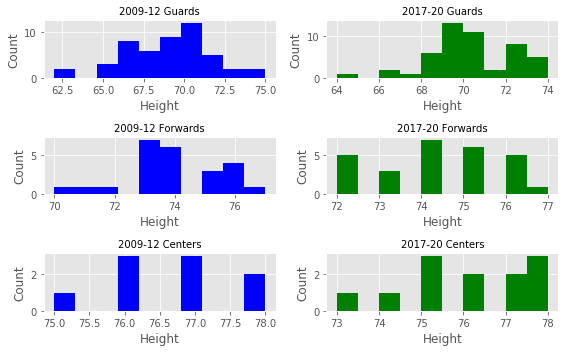 2009-12 Guards
2017-20 Guards
10
0
Count
62.5 65.0 67.5 70.0 72.5 75.0
Height
10
0
Count
64 66 68 70 72 74
Height
2009-12 Forwards
2017-20 Forwards
5
0
Count
70 72 74 76
Height
5
0
Count
72 73 74 75 76 77
Height
2009-12 Centers
2017-20 Centers
2
0
Count
75.0 75.5 76.0 76.5 77.0 77.5 78.0
Height
2
0
Count
73 74 75 76 77 78
Height